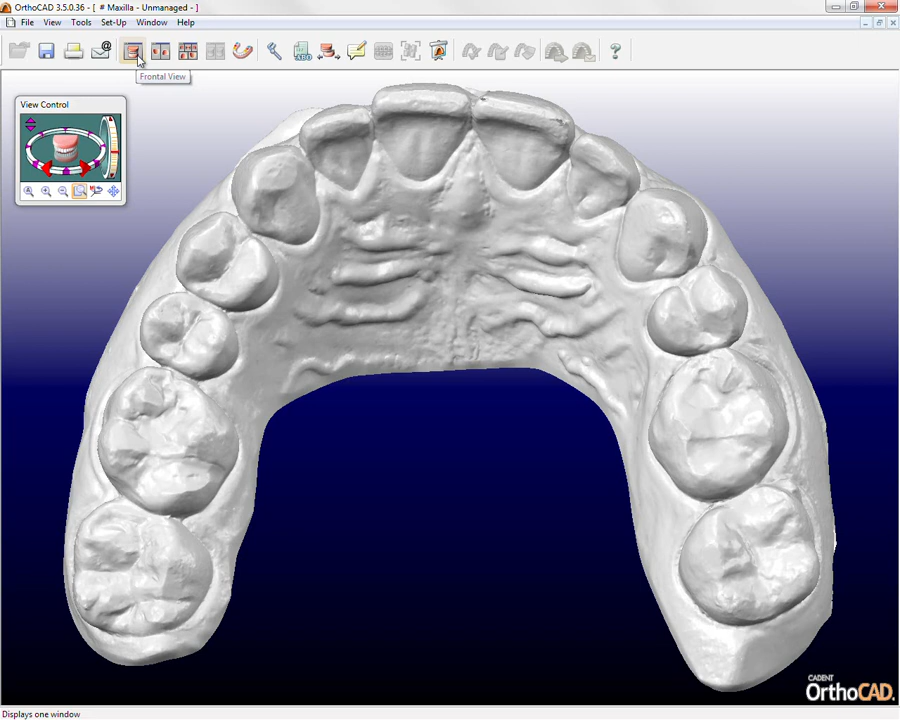 OrthoCAD 3.5.0.36 - [ # Maxilla - Unmanaged - ]
File View Tools Set-Up Window Help
@
ABO
?
Frontal View
View Control
CADENT
OrthoCAD.
Displays one window